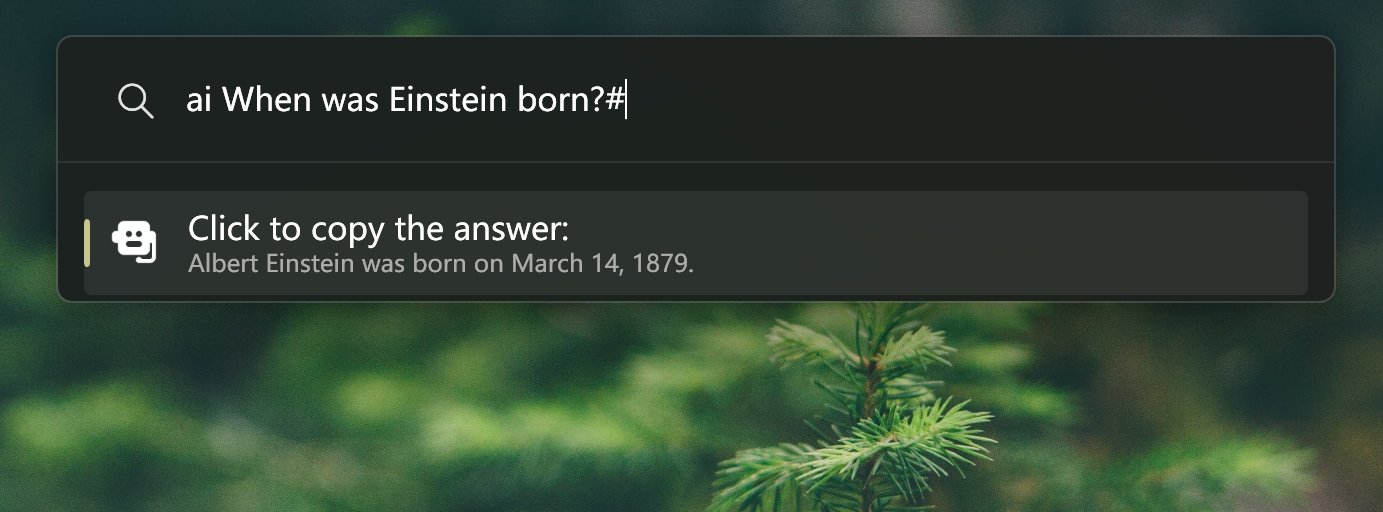 ai When was Einstein born?#
Click to copy the answer:
Albert Einstein was born on March 14, 1879.